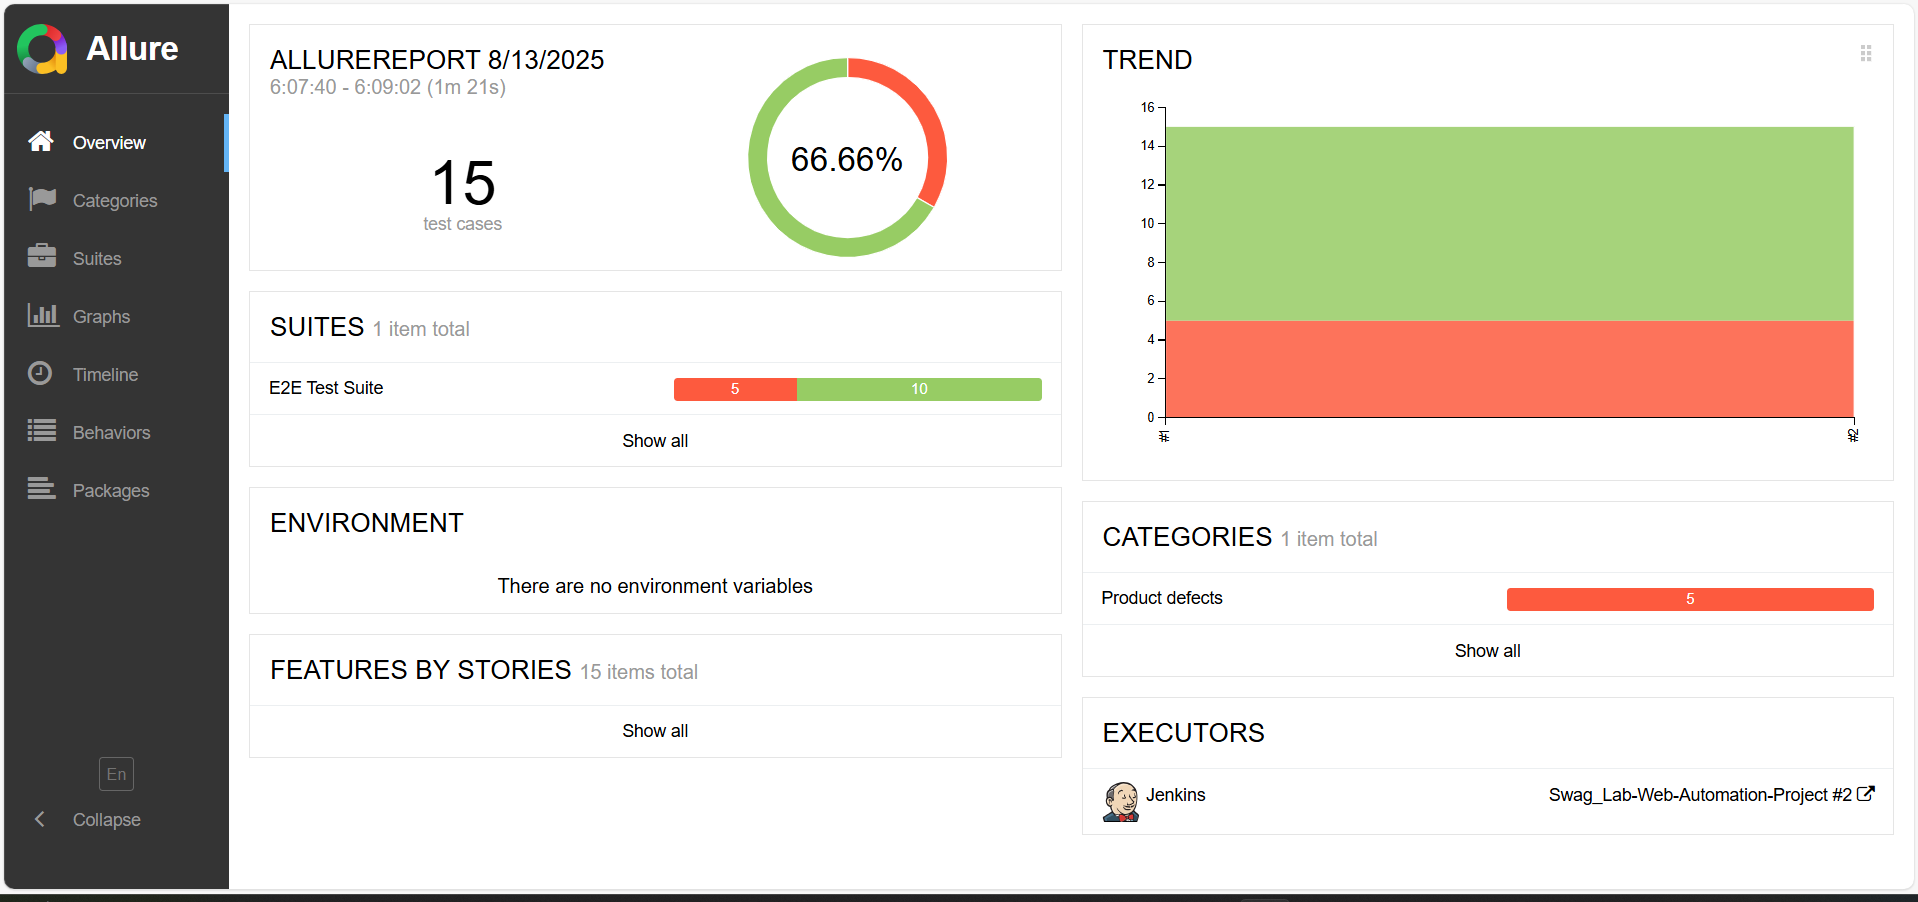 Allure
Overview
Categories
Suites
Graphs
Timeline
Behaviors
Packages
En
Collapse
ALLUREREPORT 8/13/2025
6:07:40 - 6:09:02 (1m 21s)
15
test cases
66.66%
SUITES 1 item total
E2E Test Suite 5 10
Show all
ENVIRONMENT
There are no environment variables
FEATURES BY STORIES 15 items total
Show all
TREND
16
14
12
10
8
6
4
2
0
#1
#2
CATEGORIES 1 item total
Product defects 5
Show all
EXECUTORS
Jenkins Swag_Lab-Web-Automation-Project #2